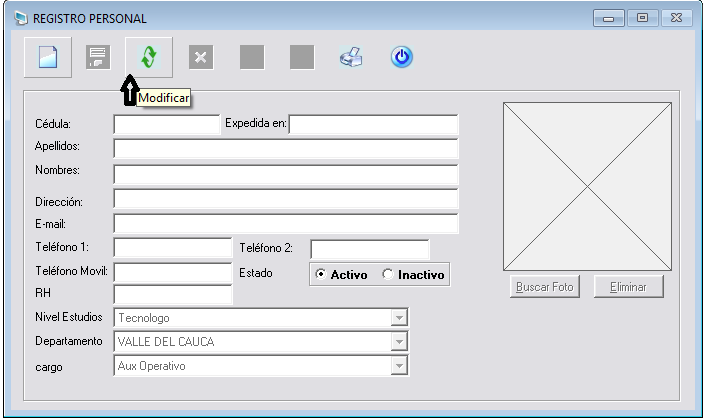 REGISTRO PERSONAL
Modificar
Cédula: Expedida en:
Apellidos:
Nombres:
Dirección:
E-mail:
Teléfono 1: Teléfono 2:
Teléfono Movil: Estado Activo Inactivo
RH
Buscar Foto Eliminar
Nivel Estudios Tecnologo
Departamento VALLE DEL CAUCA
cargo Aux Operativo